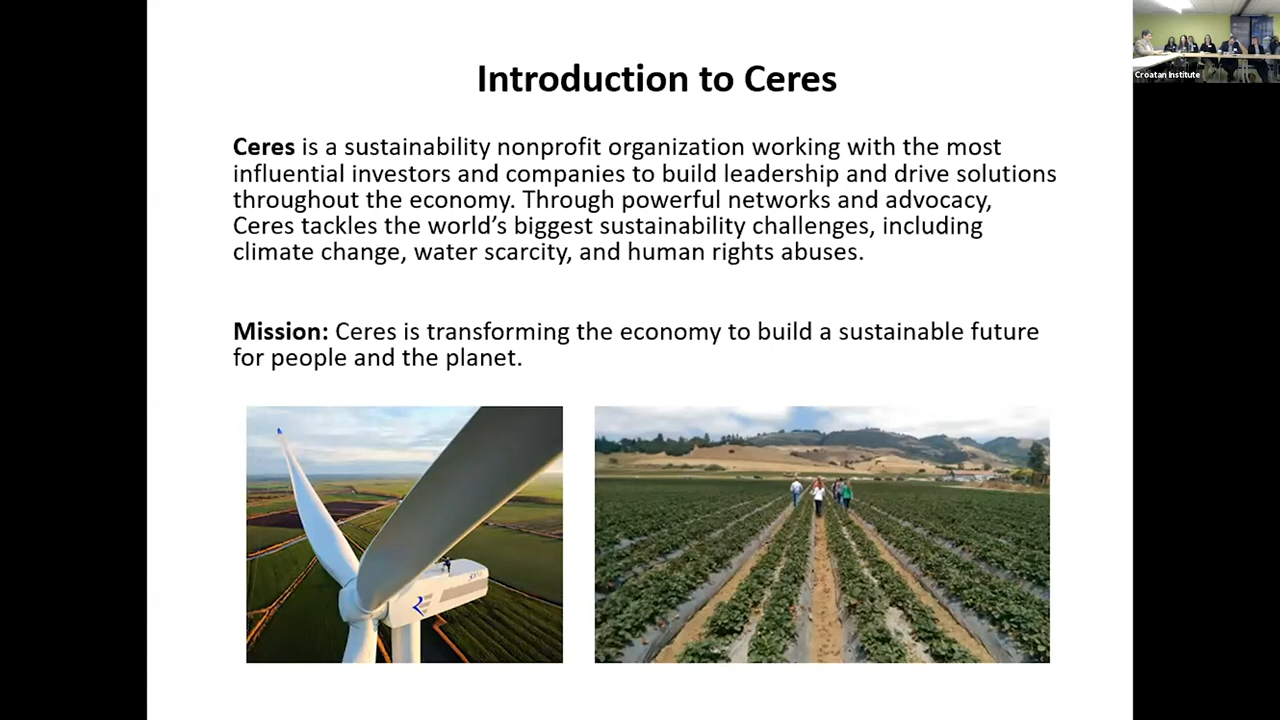 Introduction to Ceres
Croatan Institute
Ceres is a sustainability nonprofit organization working with the most
influential investors and companies to build leadership and drive solutions
throughout the economy. Through powerful networks and advocacy,
Ceres tackles the world’s biggest sustainability challenges, including
climate change, water scarcity, and human rights abuses.
Mission: Ceres is transforming the economy to build a sustainable future
for people and the planet.